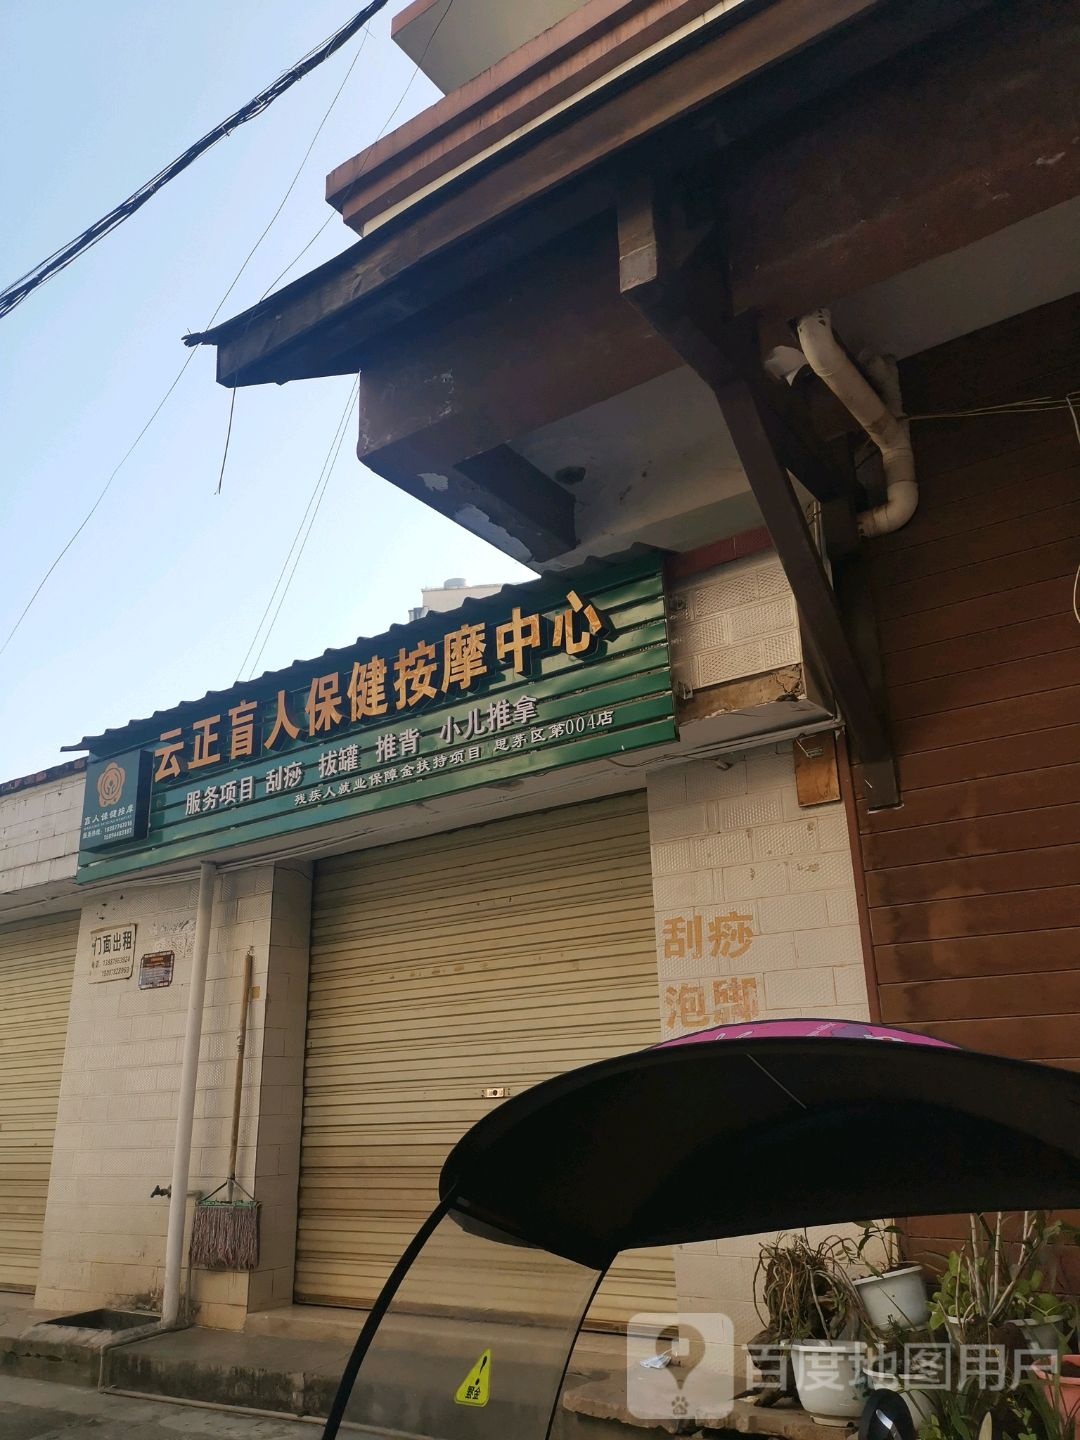 云正盲人保健按摩中心
服务项目 刮痧 拔罐 推背 小儿推拿
残疾人就业保障金扶持项目 思茅区第004店
盲人保健按摩
门面出租
刮痧
泡脚
百度地图用户